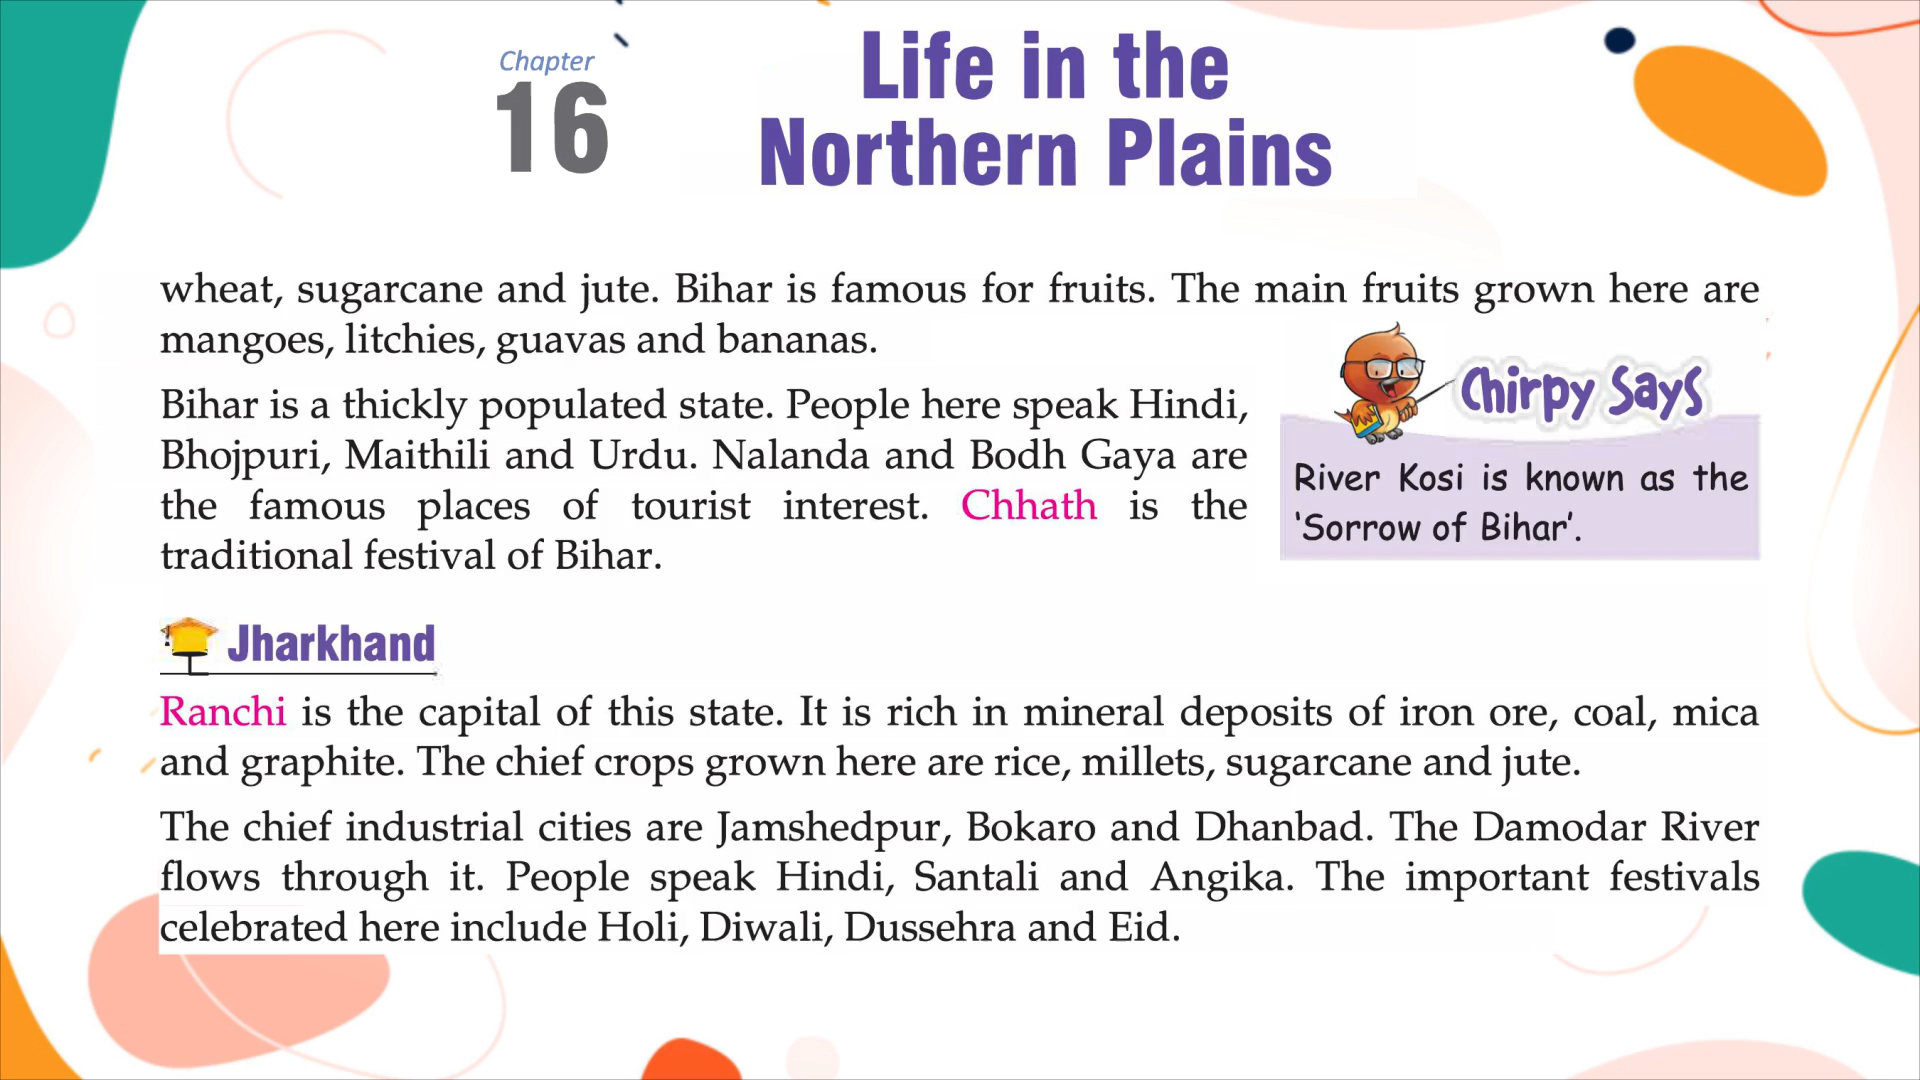 Chapter
16
Life in the
Northern Plains
wheat, sugarcane and jute. Bihar is famous for fruits. The main fruits grown here are
mangoes, litchies, guavas and bananas.
Bihar is a thickly populated state. People here speak Hindi,
Bhojpuri, Maithili and Urdu. Nalanda and Bodh Gaya are
the famous places of tourist interest. Chhath is the
traditional festival of Bihar.
Chirpy Says
River Kosi is known as the
‘Sorrow of Bihar’.
Jharkhand
Ranchi is the capital of this state. It is rich in mineral deposits of iron ore, coal, mica
and graphite. The chief crops grown here are rice, millets, sugarcane and jute.
The chief industrial cities are Jamshedpur, Bokaro and Dhanbad. The Damodar River
flows through it. People speak Hindi, Santali and Angika. The important festivals
celebrated here include Holi, Diwali, Dussehra and Eid.